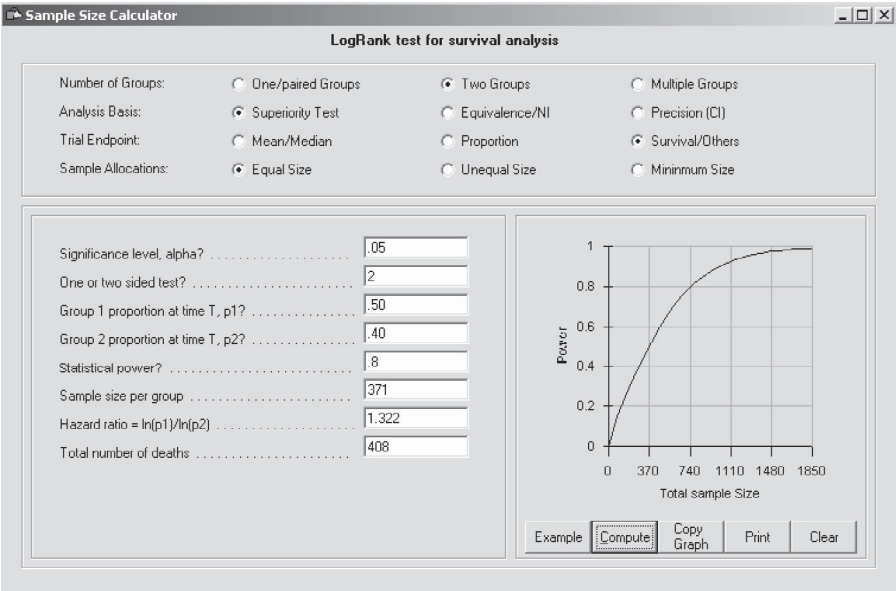 Sample Size Calculator
LogRank test for survival analysis
Number of Groups: One/paired Groups Two Groups Multiple Groups
Analysis Basis: Superiority Test Equivalence/NI Precision (CI)
Trial Endpoint: Mean/Median Proportion Survival/Others
Sample Allocations: Equal Size Unequal Size Mininmum Size
Significance level, alpha? .05
One or two sided test? 2
Group 1 proportion at time T, p1? .50
Group 2 proportion at time T, p2? .40
Statistical power? .8
Sample size per group 371
Hazard ratio = ln(p1)/ln(p2) 1.322
Total number of deaths 408
Power
1
0.8
0.6
0.4
0.2
0
0 370 740 1110 1480 1850
Total sample Size
Example Compute Copy Graph Print Clear